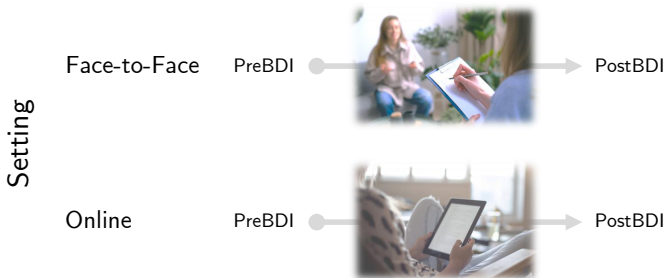 Setting
Face-to-Face PreBDI PostBDI
Online PreBDI PostBDI